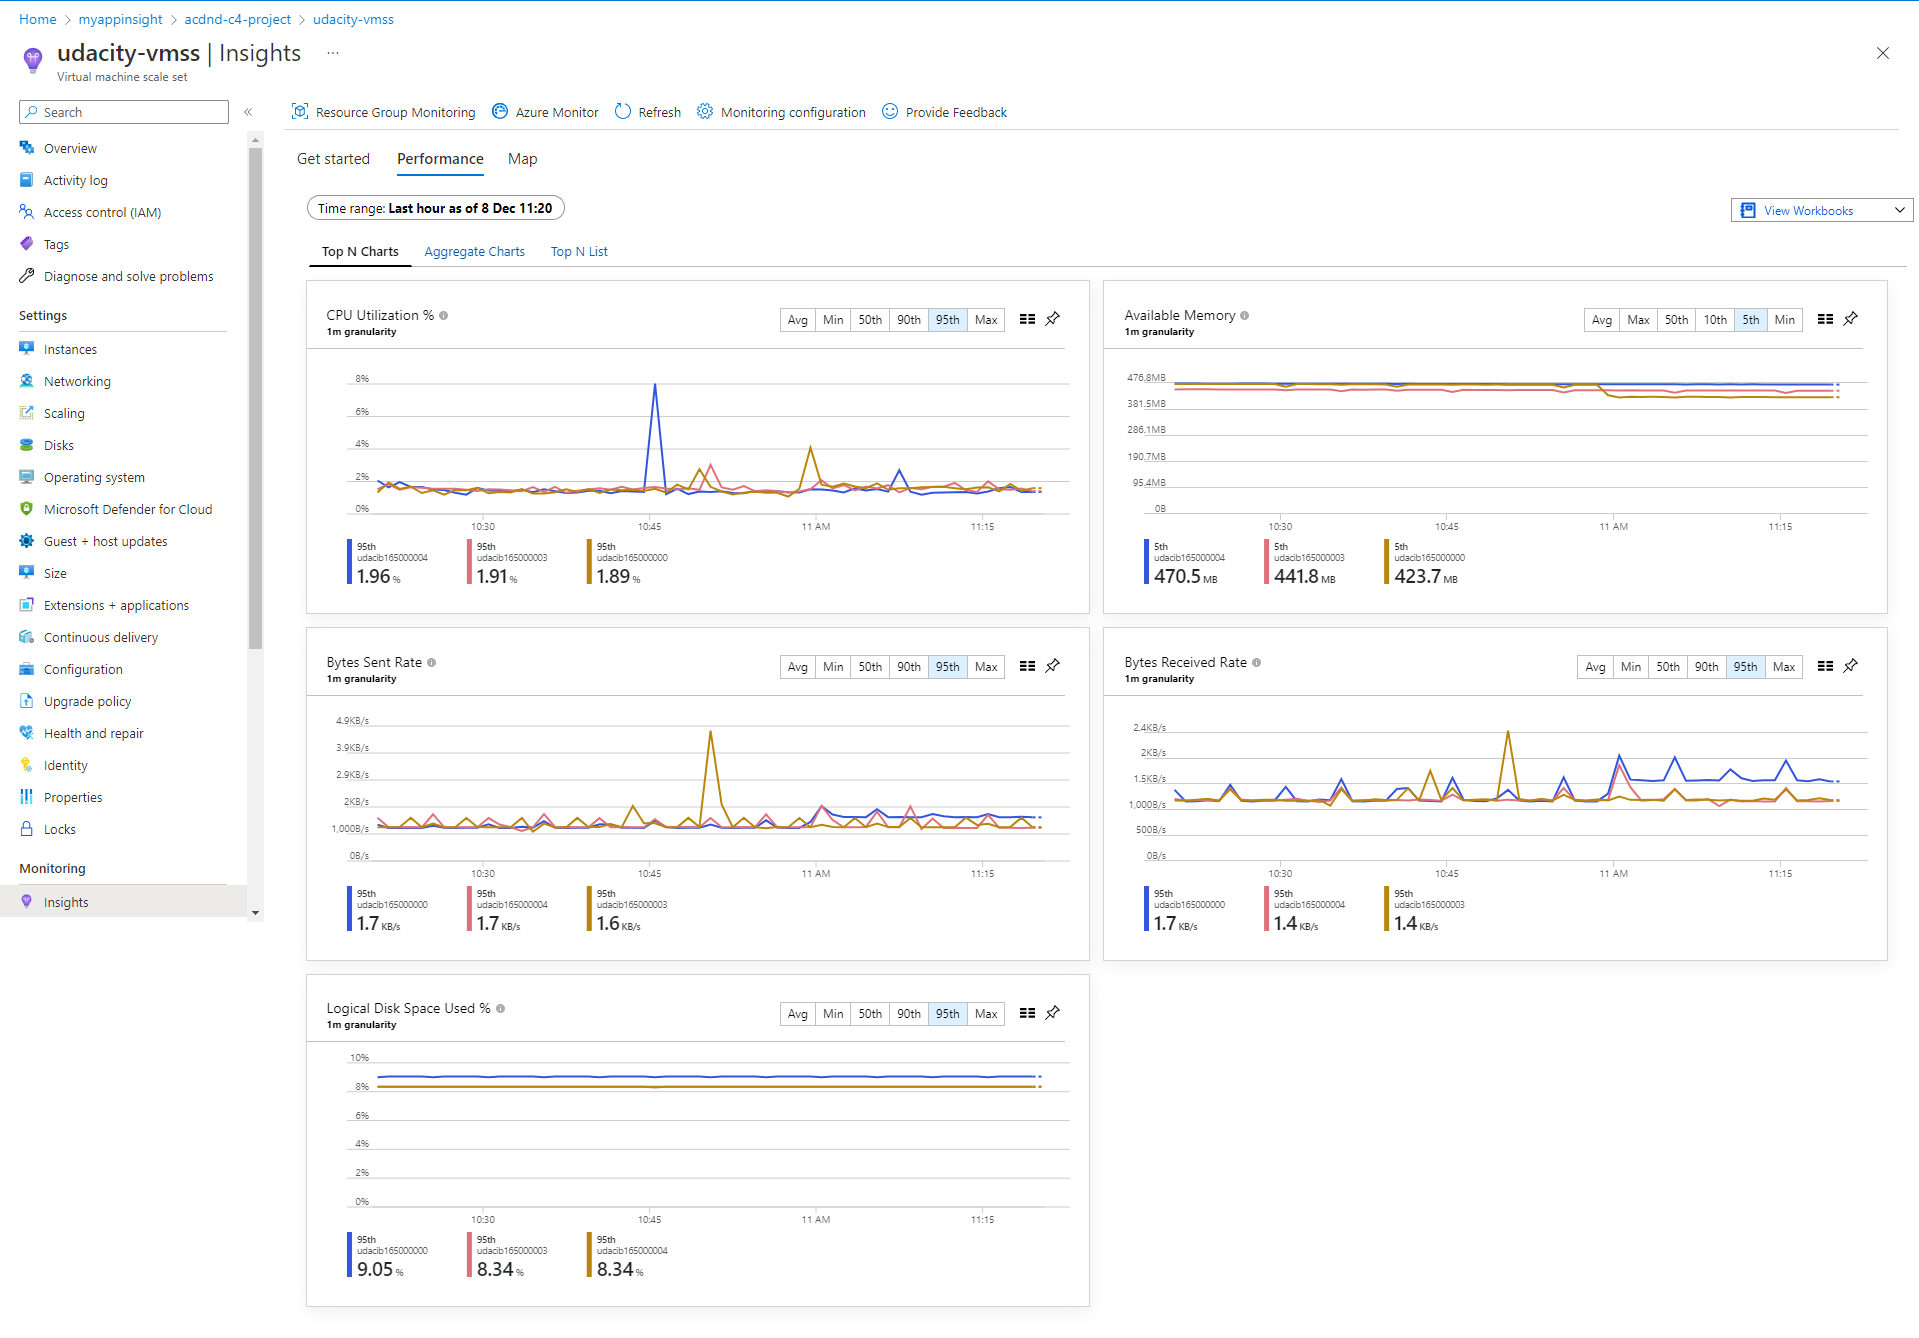 Home > myappinsight > acdnd-c4-project > udacity-vmss
udacity-vmss | Insights ...
Virtual machine scale set
Search «
Overview
Activity log
Access control (IAM)
Tags
Diagnose and solve problems
Settings
Instances
Networking
Scaling
Disks
Operating system
Microsoft Defender for Cloud
Guest + host updates
Size
Extensions + applications
Continuous delivery
Configuration
Upgrade policy
Health and repair
Identity
Properties
Locks
Monitoring
Insights
Resource Group Monitoring Azure Monitor Refresh Monitoring configuration Provide Feedback
Get started Performance Map
Time range: Last hour as of 8 Dec 11:20
View Workbooks
Top N Charts Aggregate Charts Top N List
CPU Utilization %
1m granularity
Avg Min 50th 90th 95th Max
8%
6%
4%
2%
0%
10:30 10:45 11 AM 11:15
95th 95th 95th
udacib165000004 udacib165000003 udacib165000000
1.96 % 1.91 % 1.89 %
Available Memory
1m granularity
Avg Max 50th 10th 5th Min
476.8MB
381.5MB
286.1MB
190.7MB
95.4MB
0B
10:30 10:45 11 AM 11:15
5th 5th 5th
udacib165000004 udacib165000003 udacib165000000
470.5 MB 441.8 MB 423.7 MB
Bytes Sent Rate
1m granularity
Avg Min 50th 90th 95th Max
4.9KB/s
3.9KB/s
2.9KB/s
2KB/s
1,000B/s
0B/s
10:30 10:45 11 AM 11:15
95th 95th 95th
udacib165000000 udacib165000004 udacib165000003
1.7 KB/s 1.7 KB/s 1.6 KB/s
Bytes Received Rate
1m granularity
Avg Min 50th 90th 95th Max
2.4KB/s
2KB/s
1.5KB/s
1,000B/s
500B/s
0B/s
10:30 10:45 11 AM 11:15
95th 95th 95th
udacib165000000 udacib165000004 udacib165000003
1.7 KB/s 1.4 KB/s 1.4 KB/s
Logical Disk Space Used %
1m granularity
Avg Min 50th 90th 95th Max
10%
8%
6%
4%
2%
0%
10:30 10:45 11 AM 11:15
95th 95th 95th
udacib165000000 udacib165000003 udacib165000004
9.05 % 8.34 % 8.34 %